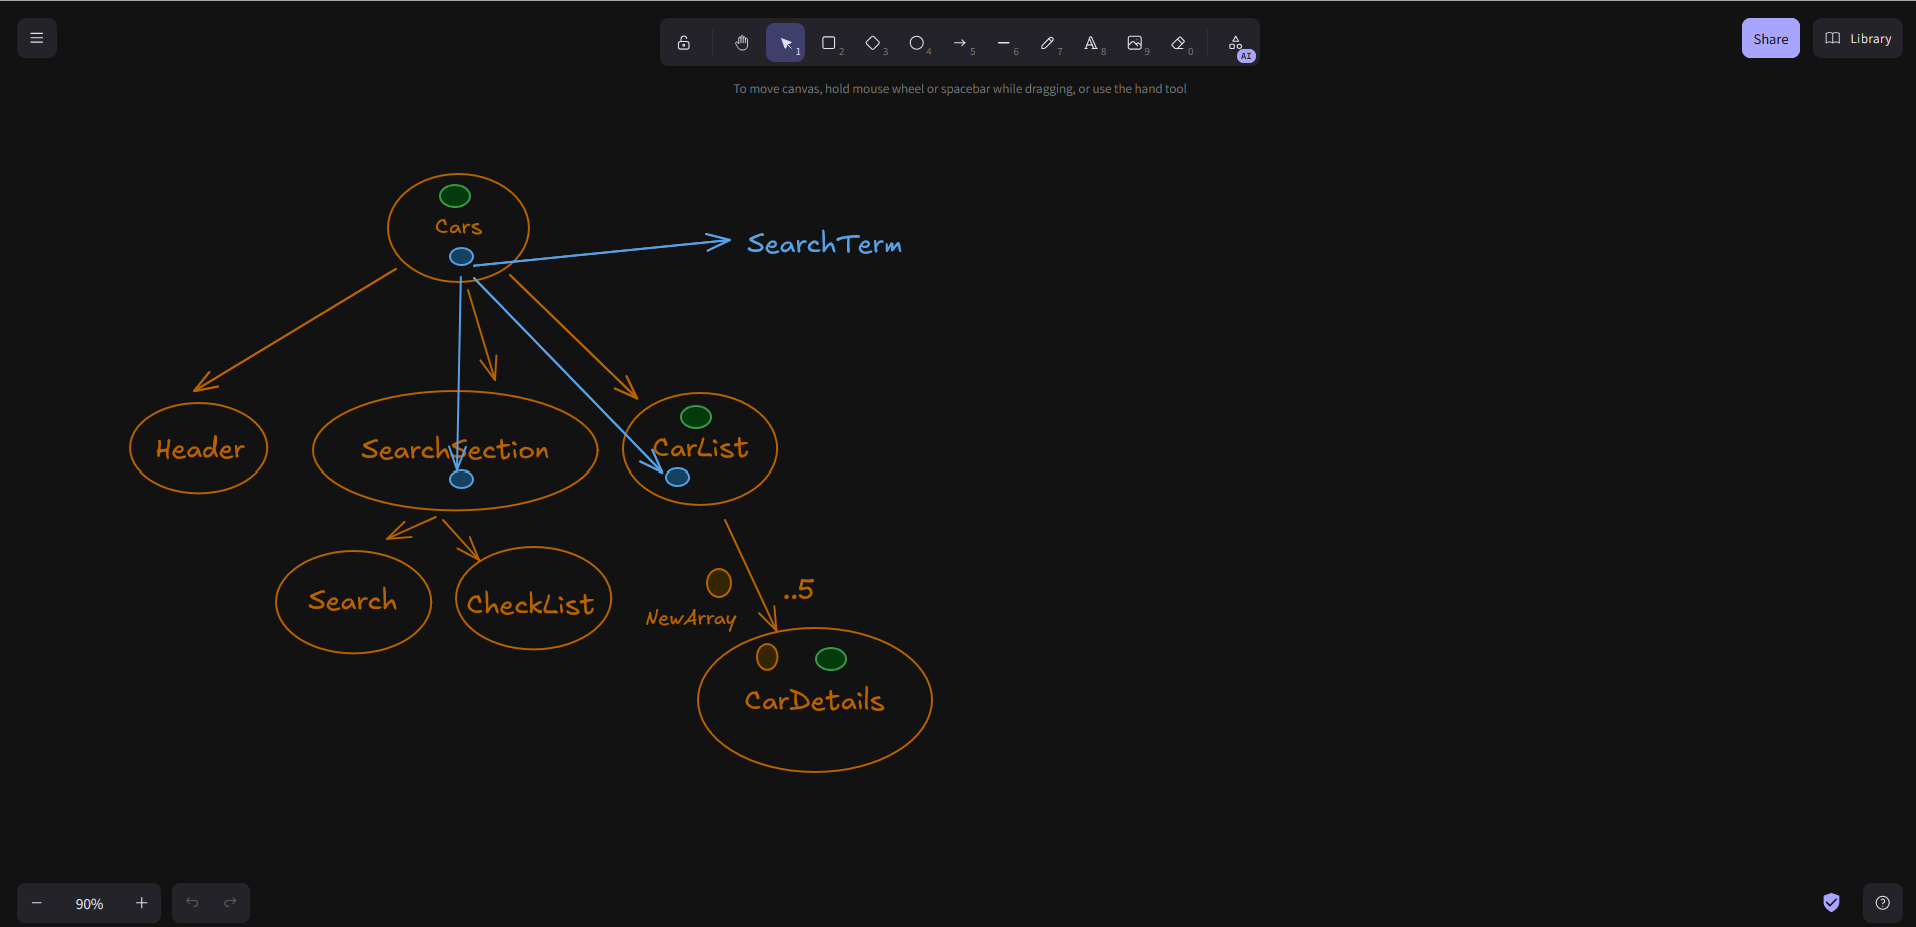 1
2
3
4
5
6
7
A 8
9
0
AI
Share
Library
To move canvas, hold mouse wheel or spacebar while dragging, or use the hand tool
Cars
SearchTerm
Header
SearchSection
CarList
Search
CheckList
..5
NewArray
CarDetails
90%